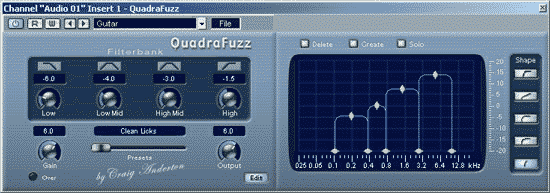 Channel "Audio 01" Insert 1 - QuadraFuzz
R W Guitar File
Filterbank QuadraFuzz
-6.0 -4.0 -3.0 -1.5
Low Low Mid High Mid High
6.0 Clean Licks 6.0
Gain Presets Output
Over by Craig Anderton Edit
Delete Create Solo
Shape
20
15
10
5
0
-5
-10
-15
-20
.025 0.05 0.1 0.2 0.4 0.8 1.6 3.2 6.4 12.8 kHz